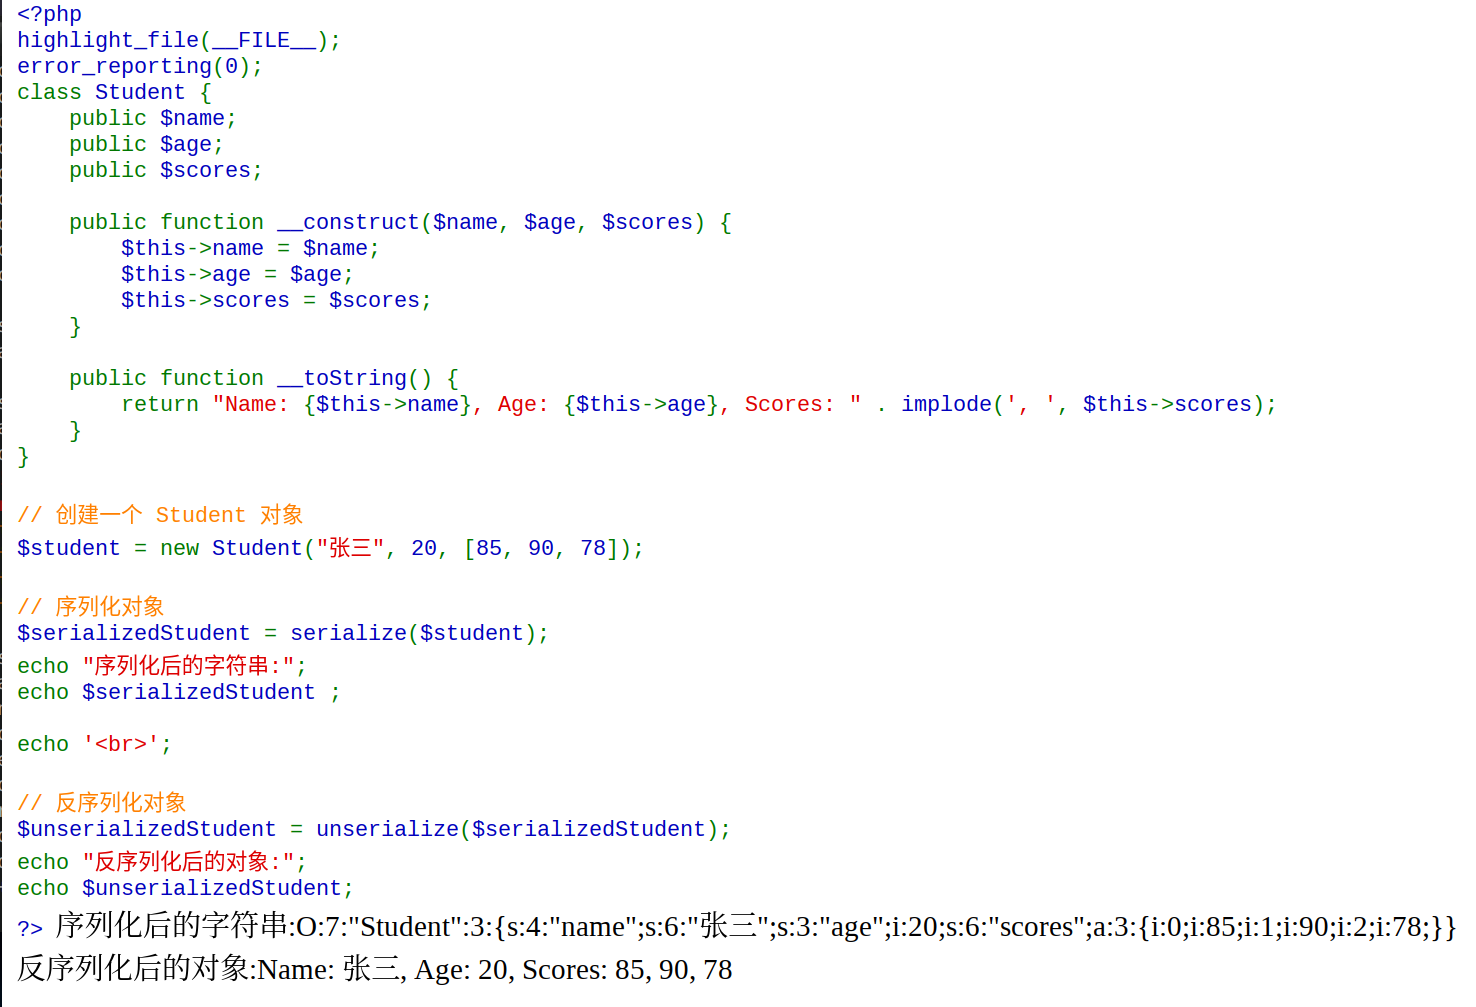 <?php
highlight_file(__FILE__);
error_reporting(0);
class Student {
    public $name;
    public $age;
    public $scores;

    public function __construct($name, $age, $scores) {
        $this->name = $name;
        $this->age = $age;
        $this->scores = $scores;
    }

    public function __toString() {
        return "Name: {$this->name}, Age: {$this->age}, Scores: " . implode(', ', $this->scores);
    }
}

// 创建一个 Student 对象
$student = new Student("张三", 20, [85, 90, 78]);

// 序列化对象
$serializedStudent = serialize($student);
echo "序列化后的字符串:";
echo $serializedStudent ;

echo '<br>';

// 反序列化对象
$unserializedStudent = unserialize($serializedStudent);
echo "反序列化后的对象:";
echo $unserializedStudent;
?> 序列化后的字符串:O:7:"Student":3:{s:4:"name";s:6:"张三";s:3:"age";i:20;s:6:"scores";a:3:{i:0;i:85;i:1;i:90;i:2;i:78;}}
反序列化后的对象:Name: 张三, Age: 20, Scores: 85, 90, 78